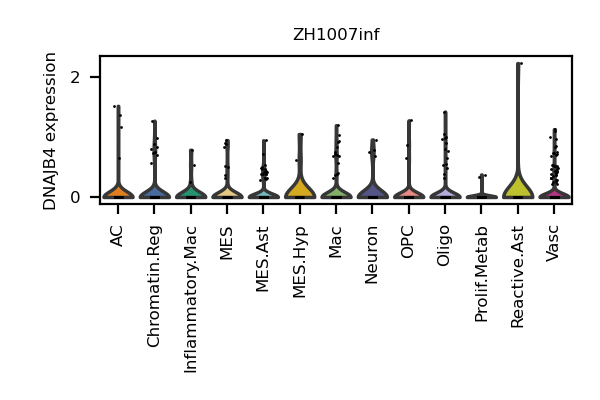 ZH1007inf
DNAJB4 expression
2
0
AC
Chromatin.Reg
Inflammatory.Mac
MES
MES.Ast
MES.Hyp
Mac
Neuron
OPC
Oligo
Prolif.Metab
Reactive.Ast
Vasc